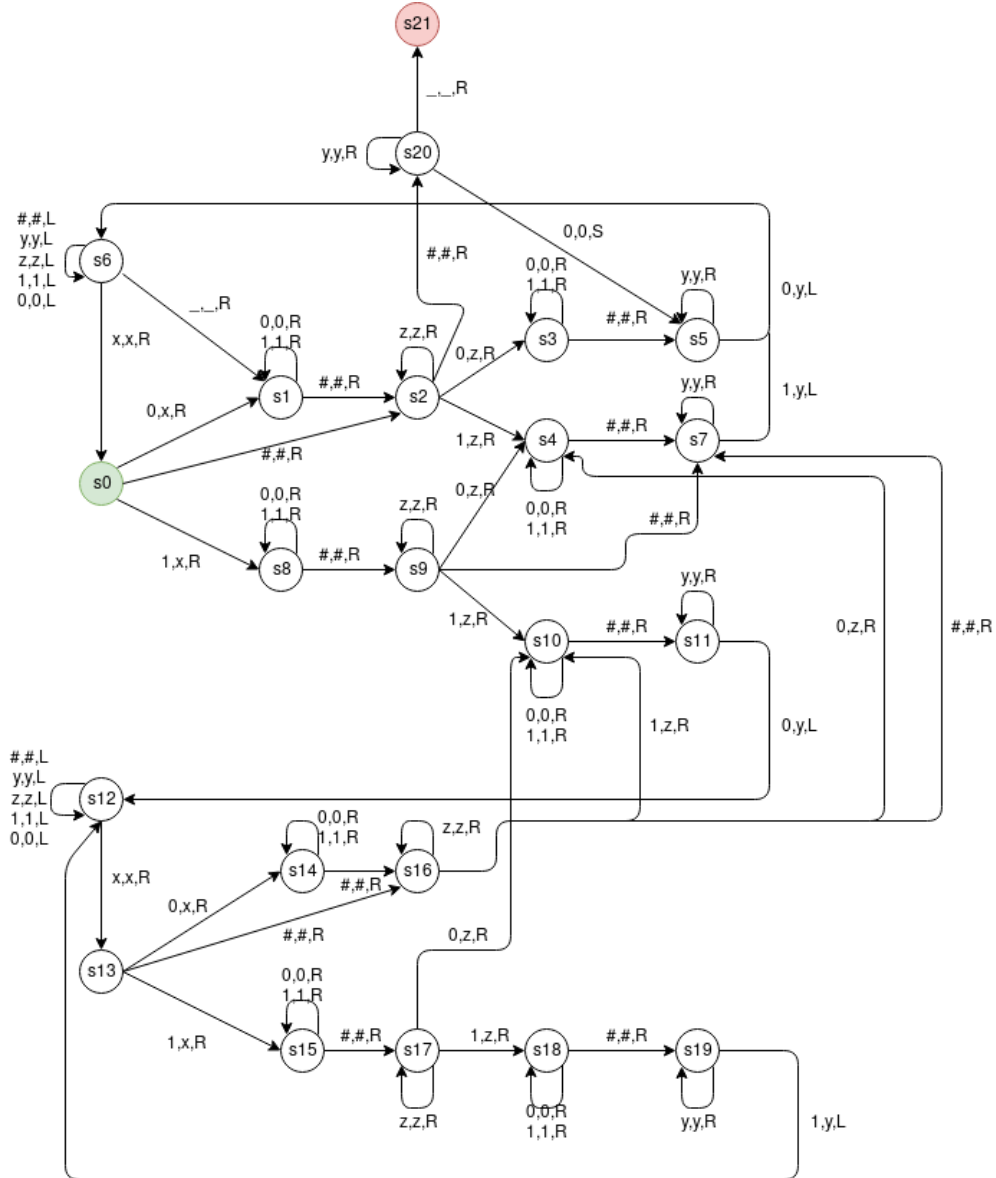 s21
_,_,R
y,y,R
s20
#,#,L
y,y,L
z,z,L
1,1,L
0,0,L
s6
#,#,R
0,0,S
0,0,R
1,1,R
y,y,R
0,y,L
_,_,R
x,x,R
0,0,R
1,1,R
z,z,R
0,z,R
s3
#,#,R
s5
s1
#,#,R
s2
y,y,R
1,y,L
0,x,R
1,z,R
s4
#,#,R
s7
#,#,R
s0
0,0,R
1,1,R
z,z,R
0,z,R
0,0,R
1,1,R
#,#,R
1,x,R
s8
#,#,R
s9
y,y,R
1,z,R
s10
#,#,R
s11
0,z,R
#,#,R
0,0,R
1,1,R
1,z,R
0,y,L
#,#,L
y,y,L
z,z,L
1,1,L
0,0,L
s12
0,0,R
1,1,R
z,z,R
x,x,R
s14
#,#,R
s16
0,x,R
#,#,R
0,z,R
s13
0,0,R
1,1,R
1,x,R
s15
#,#,R
s17
1,z,R
s18
#,#,R
s19
z,z,R
0,0,R
1,1,R
y,y,R
1,y,L